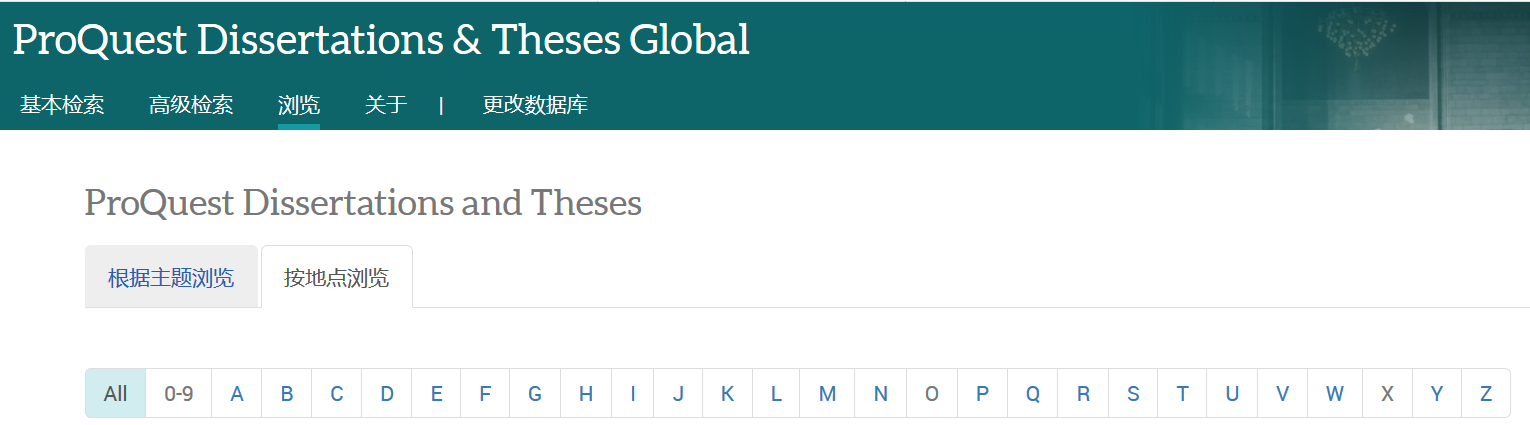 ProQuest Dissertations & Theses Global
基本检索 高级检索 浏览 关于 | 更改数据库
ProQuest Dissertations and Theses
根据主题浏览 按地点浏览
All 0-9 A B C D E F G H I J K L M N O P Q R S T U V W X Y Z